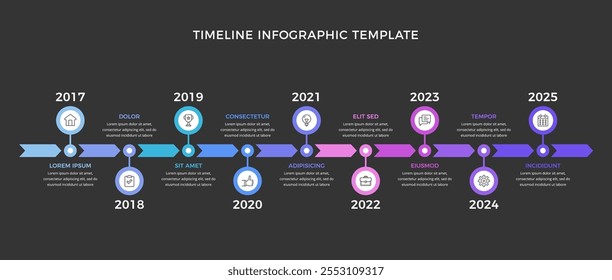 TIMELINE INFOGRAPHIC TEMPLATE
2017
2019
2021
2023
2025
DOLOR
Lorem ipsum dolor sit amet,
consectetur adipiscing elit, sed do
eiusmod incididunt ut labore
CONSECTETUR
Lorem ipsum dolor sit amet,
consectetur adipiscing elit, sed do
eiusmod incididunt ut labore
ELIT SED
Lorem ipsum dolor sit amet,
consectetur adipiscing elit, sed do
eiusmod incididunt ut labore
TEMPOR
Lorem ipsum dolor sit amet,
consectetur adipiscing elit, sed do
eiusmod incididunt ut labore
LOREM IPSUM
Lorem ipsum dolor sit amet,
consectetur adipiscing elit, sed do
eiusmod incididunt ut labore
SIT AMET
Lorem ipsum dolor sit amet,
consectetur adipiscing elit, sed do
eiusmod incididunt ut labore
ADIPISICING
Lorem ipsum dolor sit amet,
consectetur adipiscing elit, sed do
eiusmod incididunt ut labore
EIUSMOD
Lorem ipsum dolor sit amet,
consectetur adipiscing elit, sed do
eiusmod incididunt ut labore
INCIDIDUNT
Lorem ipsum dolor sit amet,
consectetur adipiscing elit, sed do
eiusmod incididunt ut labore
2018
2020
2022
2024
shutterstock
IMAGE ID: 2553109317
www.shutterstock.com